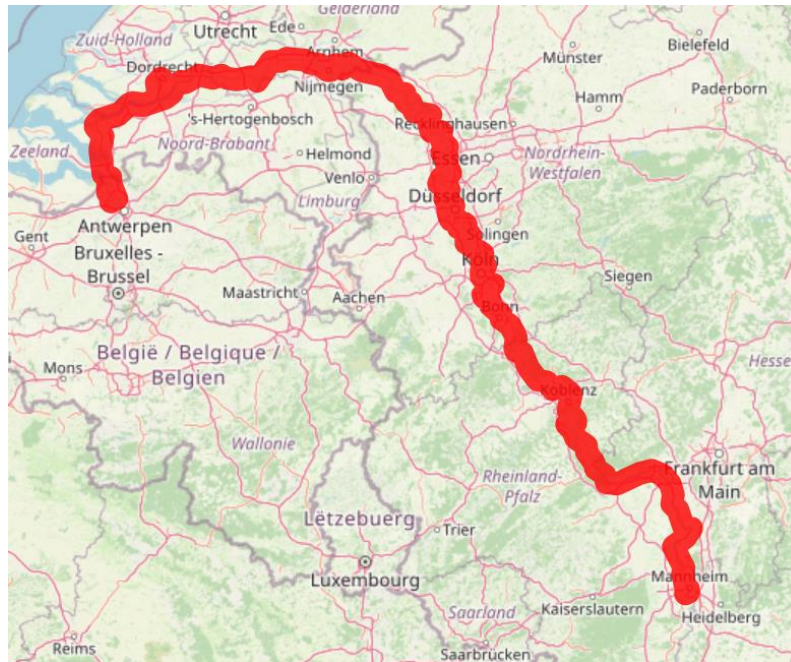 Gelderland
Utrecht
Ede
Zuid-Holland
Arnhem
Münster
Bielefeld
Dordrecht
Nijmegen
Hamm
Paderborn
's-Hertogenbosch
Recklinghausen
Zeeland
Noord-Brabant
Helmond
Essen
Nordrhein-
Westfalen
Venlo
Limburg
Düsseldorf
Antwerpen
Gent
Solingen
Bruxelles -
Brussel
Köln
Maastricht
Aachen
Siegen
Bonn
België / Belgique /
Belgien
Mons
Hesse
Koblenz
Wallonie
Rheinland-
Pfalz
Frankfurt am
Main
Lëtzebuerg
Trier
Luxembourg
Mannheim
Saarland
Kaiserslautern
Heidelberg
Reims
Saarbrücken